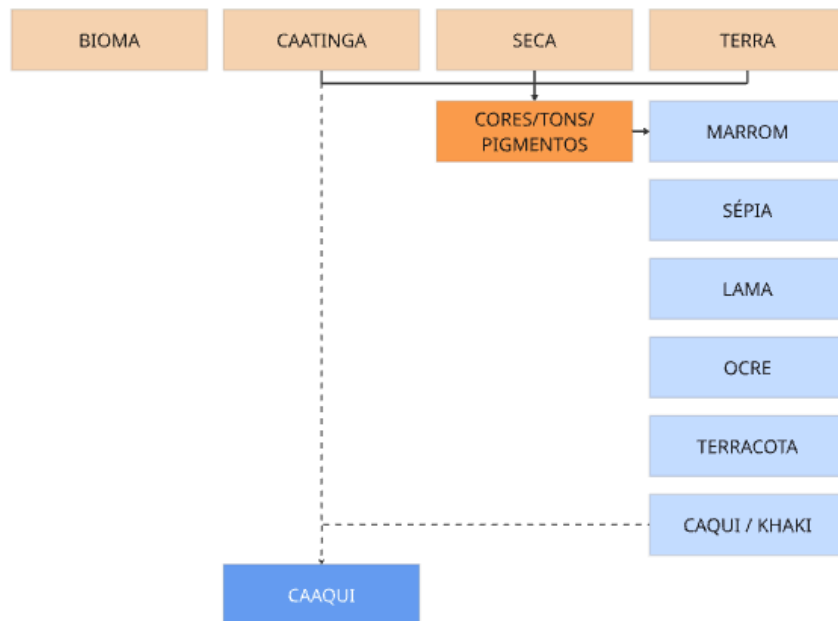 BIOMA
CAATINGA
SECA
TERRA
CORES/TONS/
PIGMENTOS
MARROM
SÉPIA
LAMA
OCRE
TERRACOTA
CAQUI / KHAKI
CAAQUI